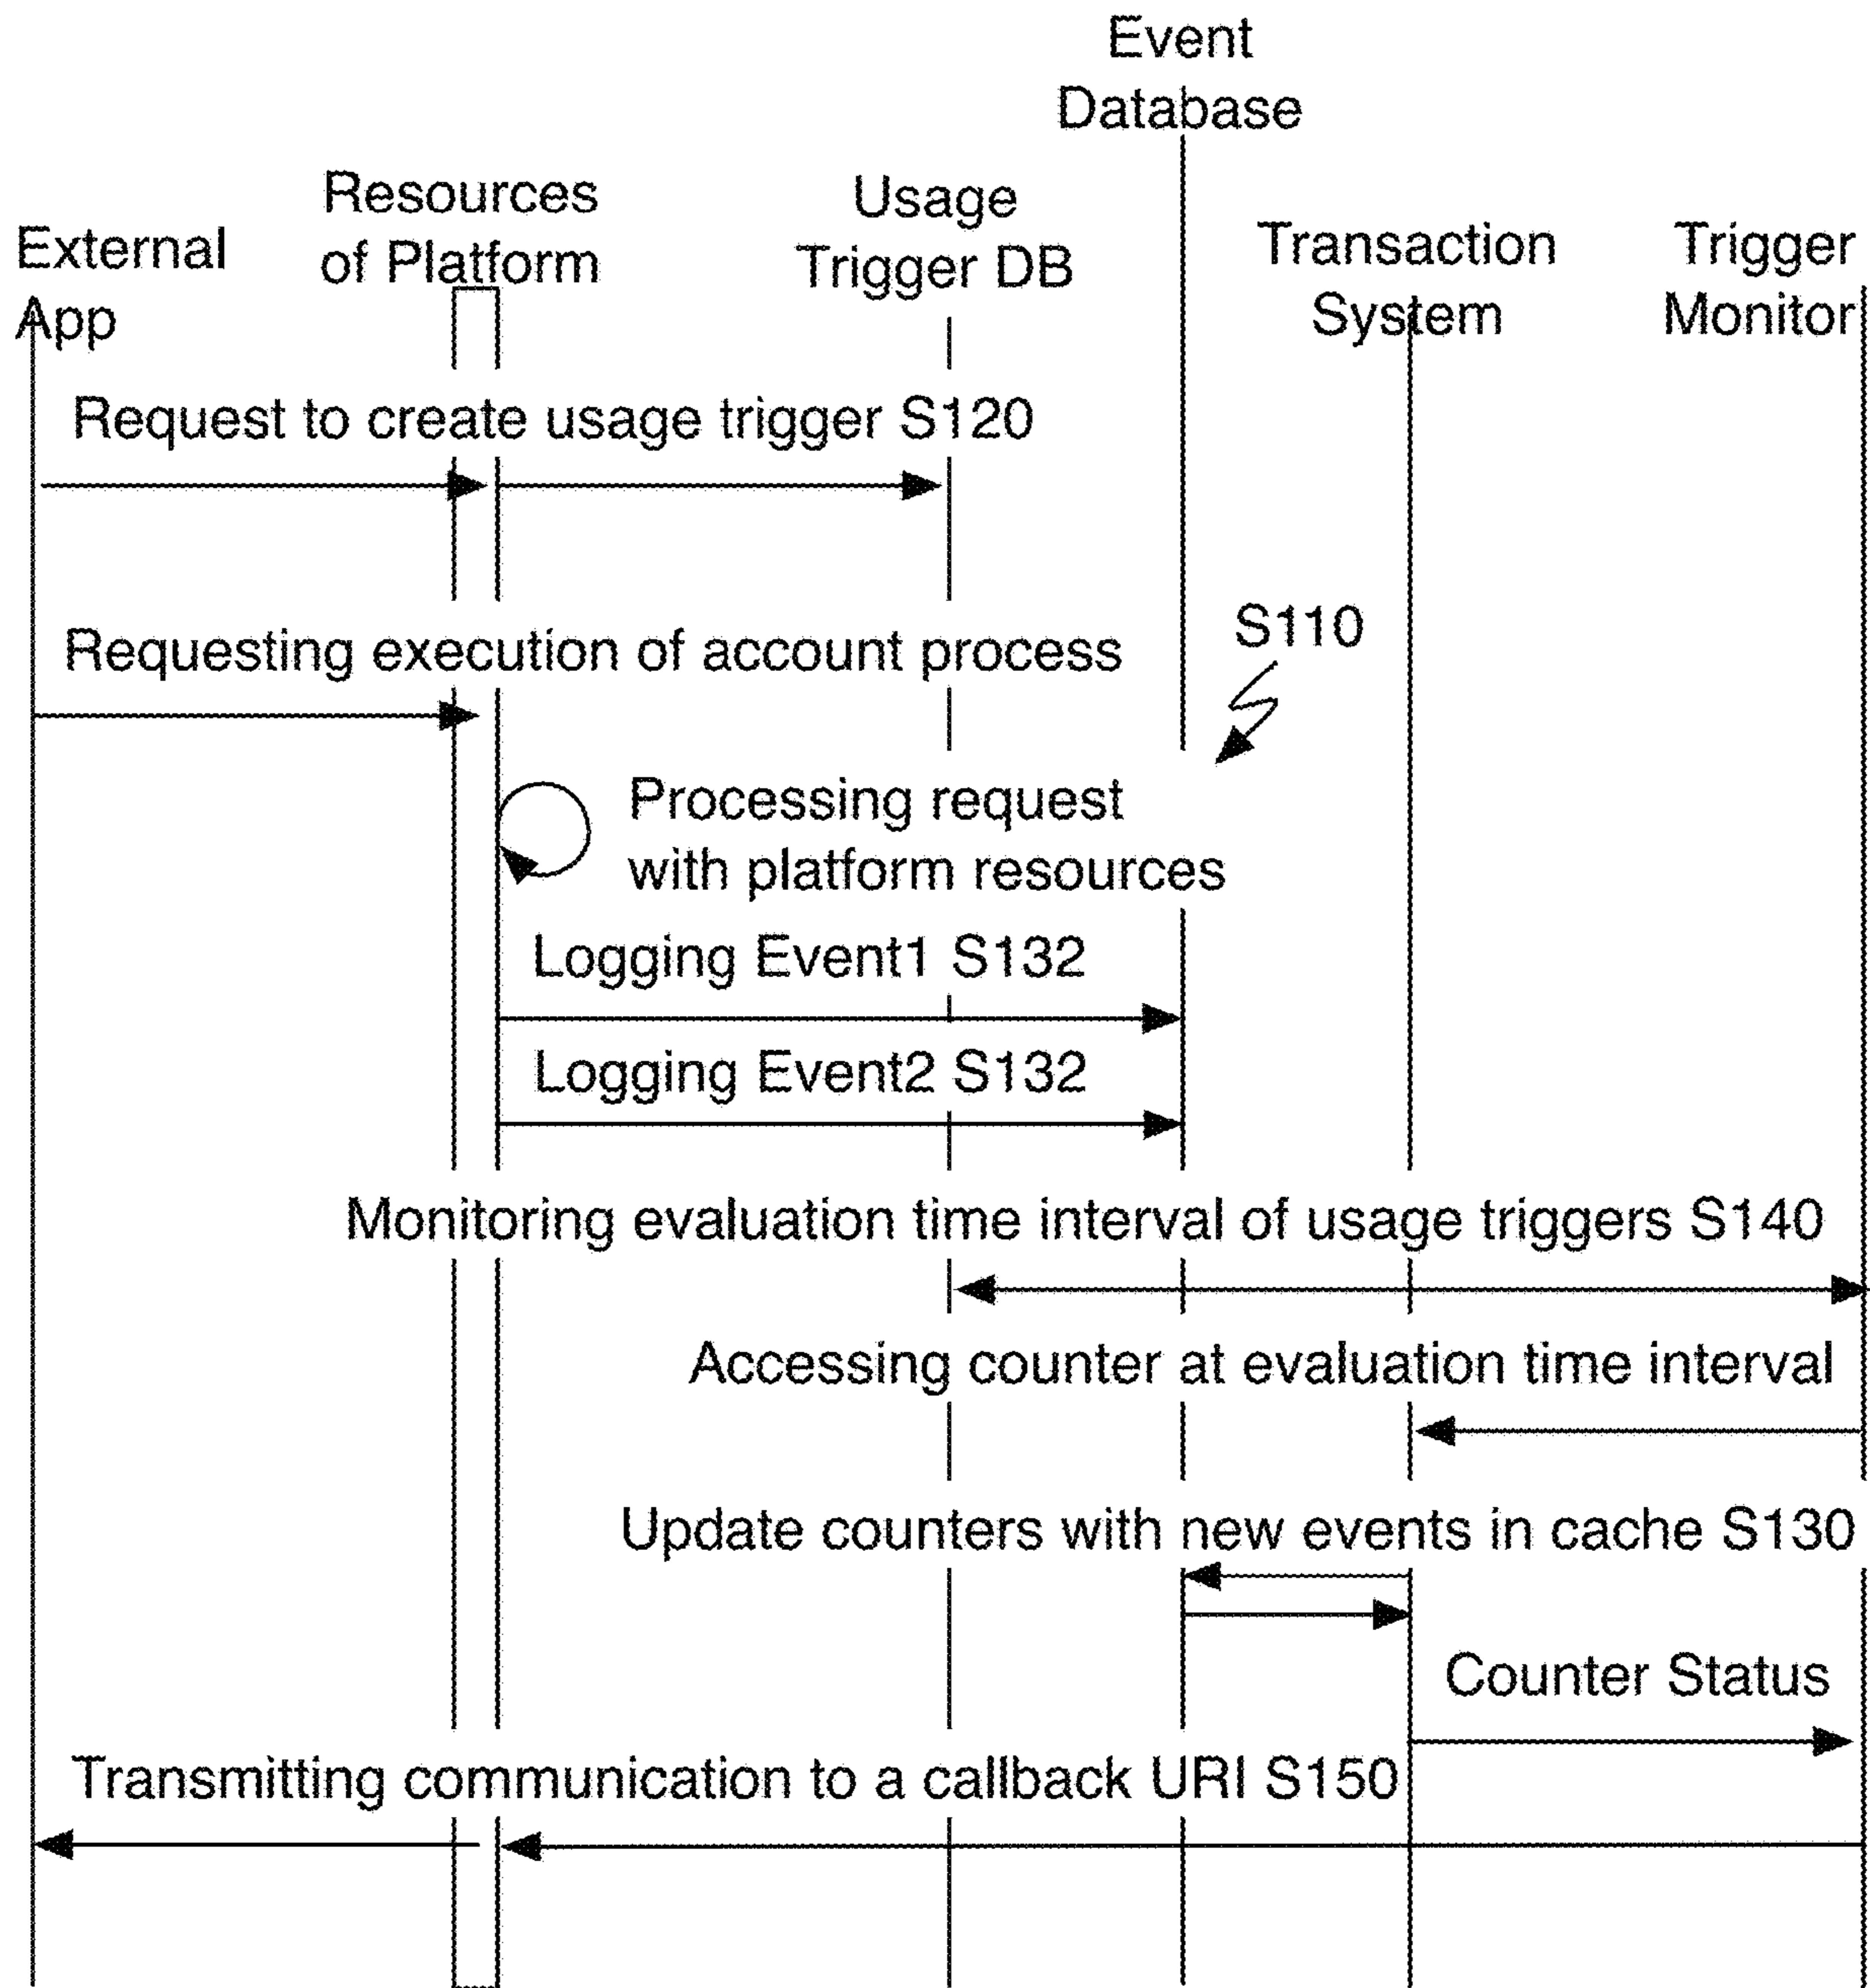 Event
Database
Resources
of Platform
Usage
Trigger DB
External
App
Transaction
System
Trigger
Monitor
Request to create usage trigger S120
S110
Requesting execution of account process
Processing request
with platform resources
Logging Event1 S132
Logging Event2 S132
Monitoring evaluation time interval of usage triggers S140
Accessing counter at evaluation time interval
Update counters with new events in cache S130
Counter Status
Transmitting communication to a callback URI S150